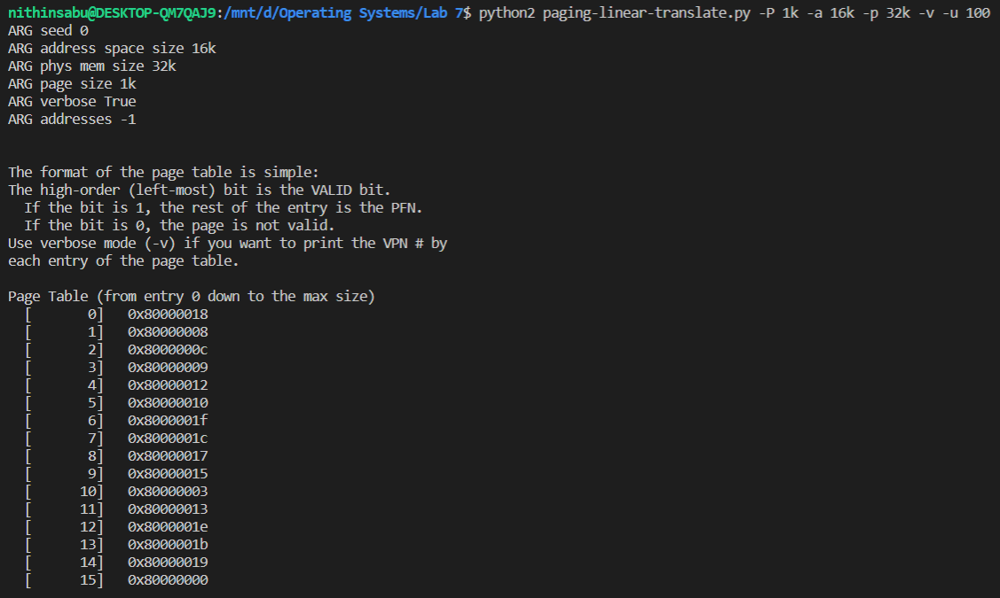 nithinsabu@DESKTOP-QM7QAJ9:/mnt/d/Operating Systems/Lab 7$ python2 paging-linear-translate.py -P 1k -a 16k -p 32k -v -u 100
ARG seed 0
ARG address space size 16k
ARG phys mem size 32k
ARG page size 1k
ARG verbose True
ARG addresses -1
The format of the page table is simple:
The high-order (left-most) bit is the VALID bit.
  If the bit is 1, the rest of the entry is the PFN.
  If the bit is 0, the page is not valid.
Use verbose mode (-v) if you want to print the VPN # by
each entry of the page table.
Page Table (from entry 0 down to the max size)
  [       0]   0x80000018
  [       1]   0x80000008
  [       2]   0x8000000c
  [       3]   0x80000009
  [       4]   0x80000012
  [       5]   0x80000010
  [       6]   0x8000001f
  [       7]   0x8000001c
  [       8]   0x80000017
  [       9]   0x80000015
  [      10]   0x80000003
  [      11]   0x80000013
  [      12]   0x8000001e
  [      13]   0x8000001b
  [      14]   0x80000019
  [      15]   0x80000000